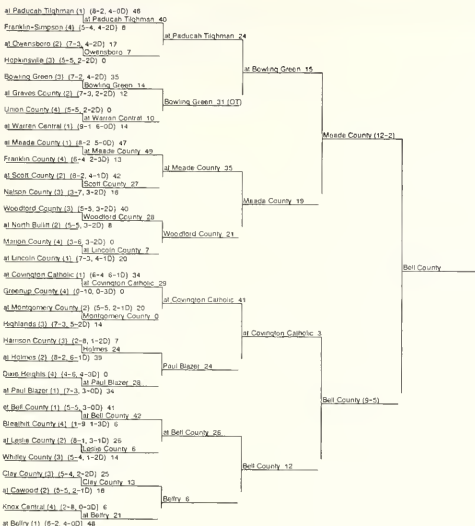 at Paducah Tilghman (1) (8-2, 4-0D) 46
at Paducah Tilghman 40
Franklin-Simpson (4) (5-4, 4-2D) 8
at Paducah Tilghman 24
at Owensboro (2) (7-3, 4-2D) 17
Owensboro 7
Hopkinsville (3) (5-5, 2-2D) 0
at Bowling Green 15
Bowling Green (3) (7-2, 4-2D) 35
Bowling Green 14
at Graves County (2) (7-3, 2-2D) 12
Bowling Green 31 (OT)
Union County (4) (5-5, 2-2D) 0
at Warren Central 10
at Warren Central (1) (9-1 6-0D) 14
Meade County (12-2)
at Meade County (1) (8-2 5-0D) 47
at Meade County 49
Franklin County (4) (6-4 2-3D) 13
at Meade County 35
at Scott County (2) (8-2, 4-1D) 42
Scott County 27
Nelson County (3) (3-7, 3-2D) 16
Meade County 19
Woodford County (3) (5-5, 3-2D) 40
Woodford County 28
at North Bullitt (2) (5-5, 3-2D) 8
Woodford County 21
Marion County (4) (3-6, 3-2D) 0
at Lincoln County 7
at Lincoln County (1) (7-3, 4-1D) 20
Bell County
at Covington Catholic (1) (6-4 6-1D) 34
at Covington Catholic 29
Greenup County (4) (0-10, 0-3D) 0
at Covington Catholic 41
at Montgomery County (2) (5-5, 2-1D) 20
Montgomery County 0
Highlands (3) (7-3, 5-2D) 14
at Covington Catholic 3
Harrison County (3) (2-8, 1-2D) 7
Holmes 24
at Holmes (2) (8-2, 6-1D) 39
Paul Blazer 24
Dixie Heights (4) (4-6, 4-3D) 0
at Paul Blazer 28
at Paul Blazer (1) (7-3, 3-0D) 34
Bell County (9-5)
at Bell County (1) (5-5, 3-0D) 41
at Bell County 42
Breathitt County (4) (1-9 1-3D) 6
at Bell County 26
at Leslie County (2) (8-1, 3-1D) 26
Leslie County 6
Whitley County (3) (5-4, 1-2D) 14
Bell County 12
Clay County (3) (5-4, 2-2D) 25
Clay County 13
at Cawood (2) (5-5, 2-1D) 16
Belfry 6
Knox Central (4) (2-8, 0-3D) 6
at Belfry 21
at Belfry (1) (6-2, 4-0D) 48